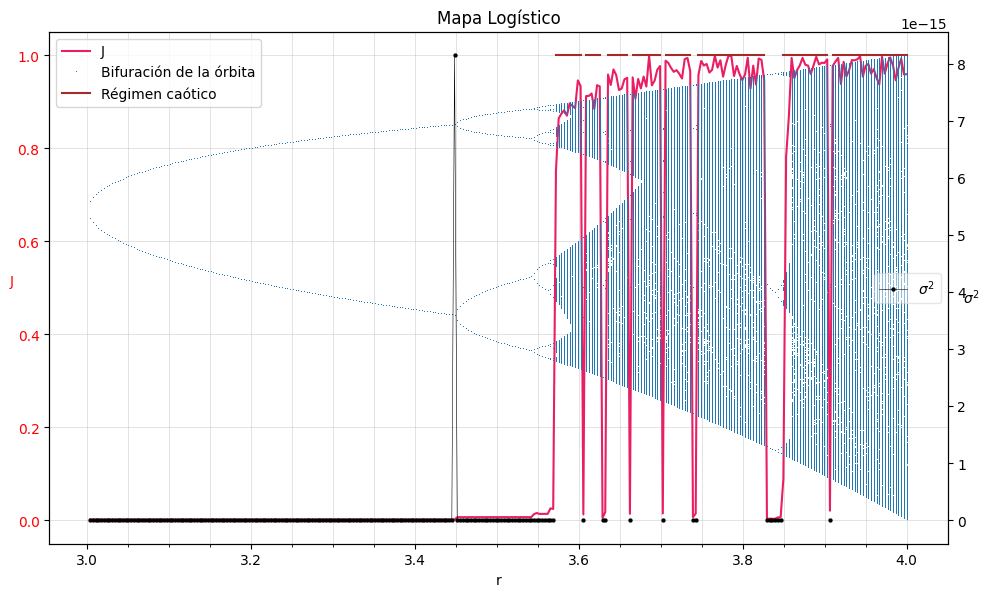 Mapa Logístico
1e−15
J
Bifuración de la órbita
Régimen caótico
1.0
0.8
0.6
0.4
0.2
0.0
J
8
7
6
5
4
3
2
1
0
σ²
σ²
3.0
3.2
3.4
3.6
3.8
4.0
r